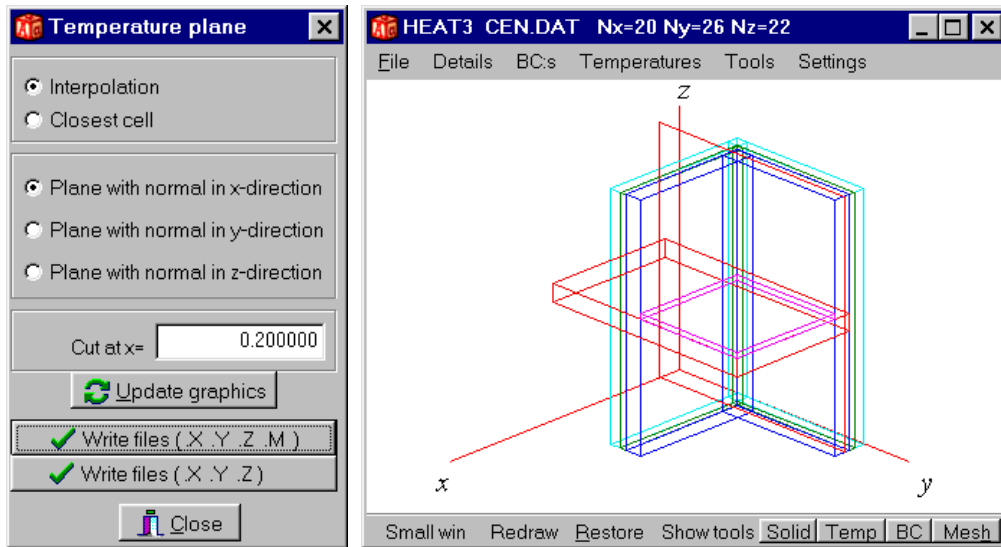 Temperature plane
Interpolation
Closest cell
Plane with normal in x-direction
Plane with normal in y-direction
Plane with normal in z-direction
Cut at x= 0.200000
Update graphics
Write files (.X .Y .Z .M )
Write files (.X .Y .Z )
Close
HEAT3 CEN.DAT Nx=20 Ny=26 Nz=22
File Details BC:s Temperatures Tools Settings
z
x
y
Small win Redraw Restore Show tools Solid Temp BC Mesh